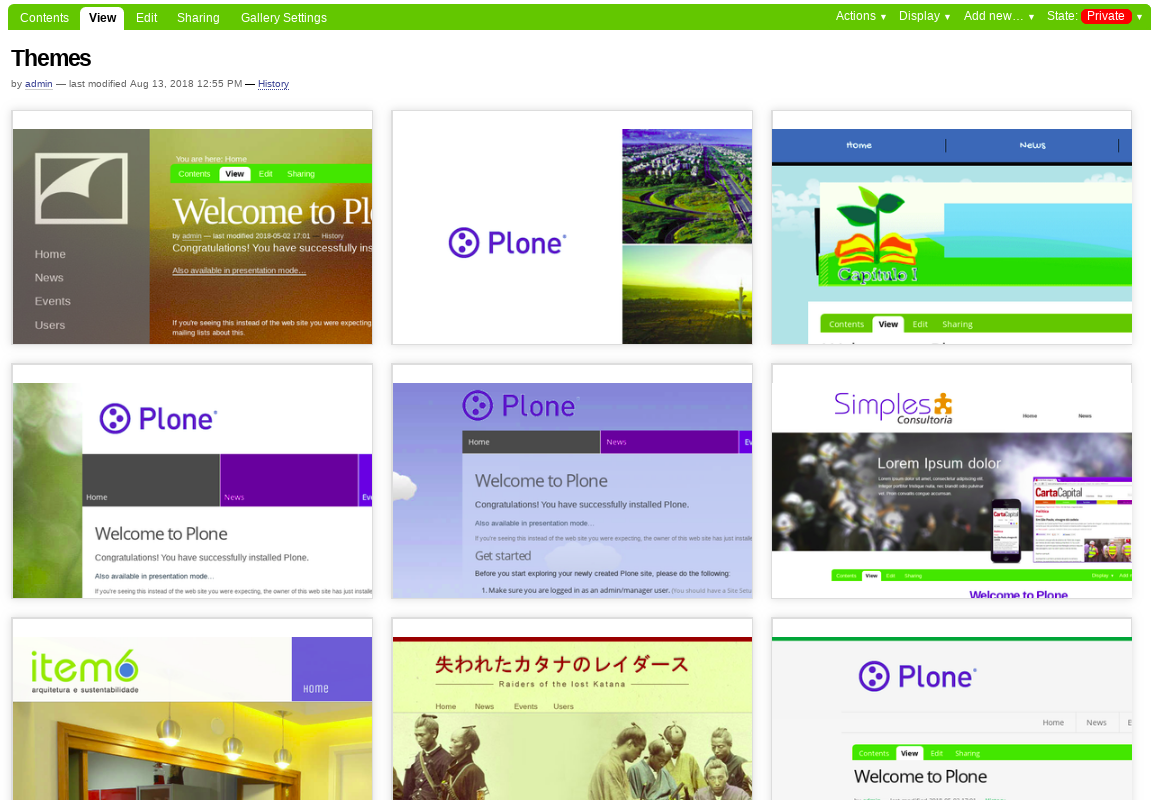 Contents View Edit Sharing Gallery Settings Actions ▼ Display ▼ Add new… ▼ State: Private ▼
Themes
by admin — last modified Aug 13, 2018 12:55 PM — History
You are here: Home
Contents View Edit Sharing
Welcome to Plo
by admin — last modified 2018-05-02 17:01 — History
Congratulations! You have successfully ins
Also available in presentation mode…
Home
News
Events
Users
If you're seeing this instead of the web site you were expecting
mailing lists about this.
Plone
Home News
Capítulo I
Contents View Edit Sharing
Plone
Home News Eve
Welcome to Plone
Congratulations! You have successfully installed Plone.
Also available in presentation mode…
If you're seeing this instead of the web site you were expecting, the owner of this web site has just installe
Plone
Home News Ev
Welcome to Plone
Congratulations! You have successfully installed Plone.
Also available in presentation mode…
If you're seeing this instead of the web site you were expecting, the owner of this web site has just installe
Get started
Before you start exploring your newly created Plone site, please do the following:
1. Make sure you are logged in as an admin/manager user. (You should have a Site Setu
Simples
Consultoria
Home News
Lorem Ipsum dolor
CartaCapital
CartaCapital
Contents View Edit Sharing Display Add
Welcome to Plone
item6
arquitetura e sustentabilidade
Home
失われたカタナのレイダース
Raiders of the lost Katana
Home News Events Users
Plone
Home News E
Contents View Edit Sharing
Welcome to Plone